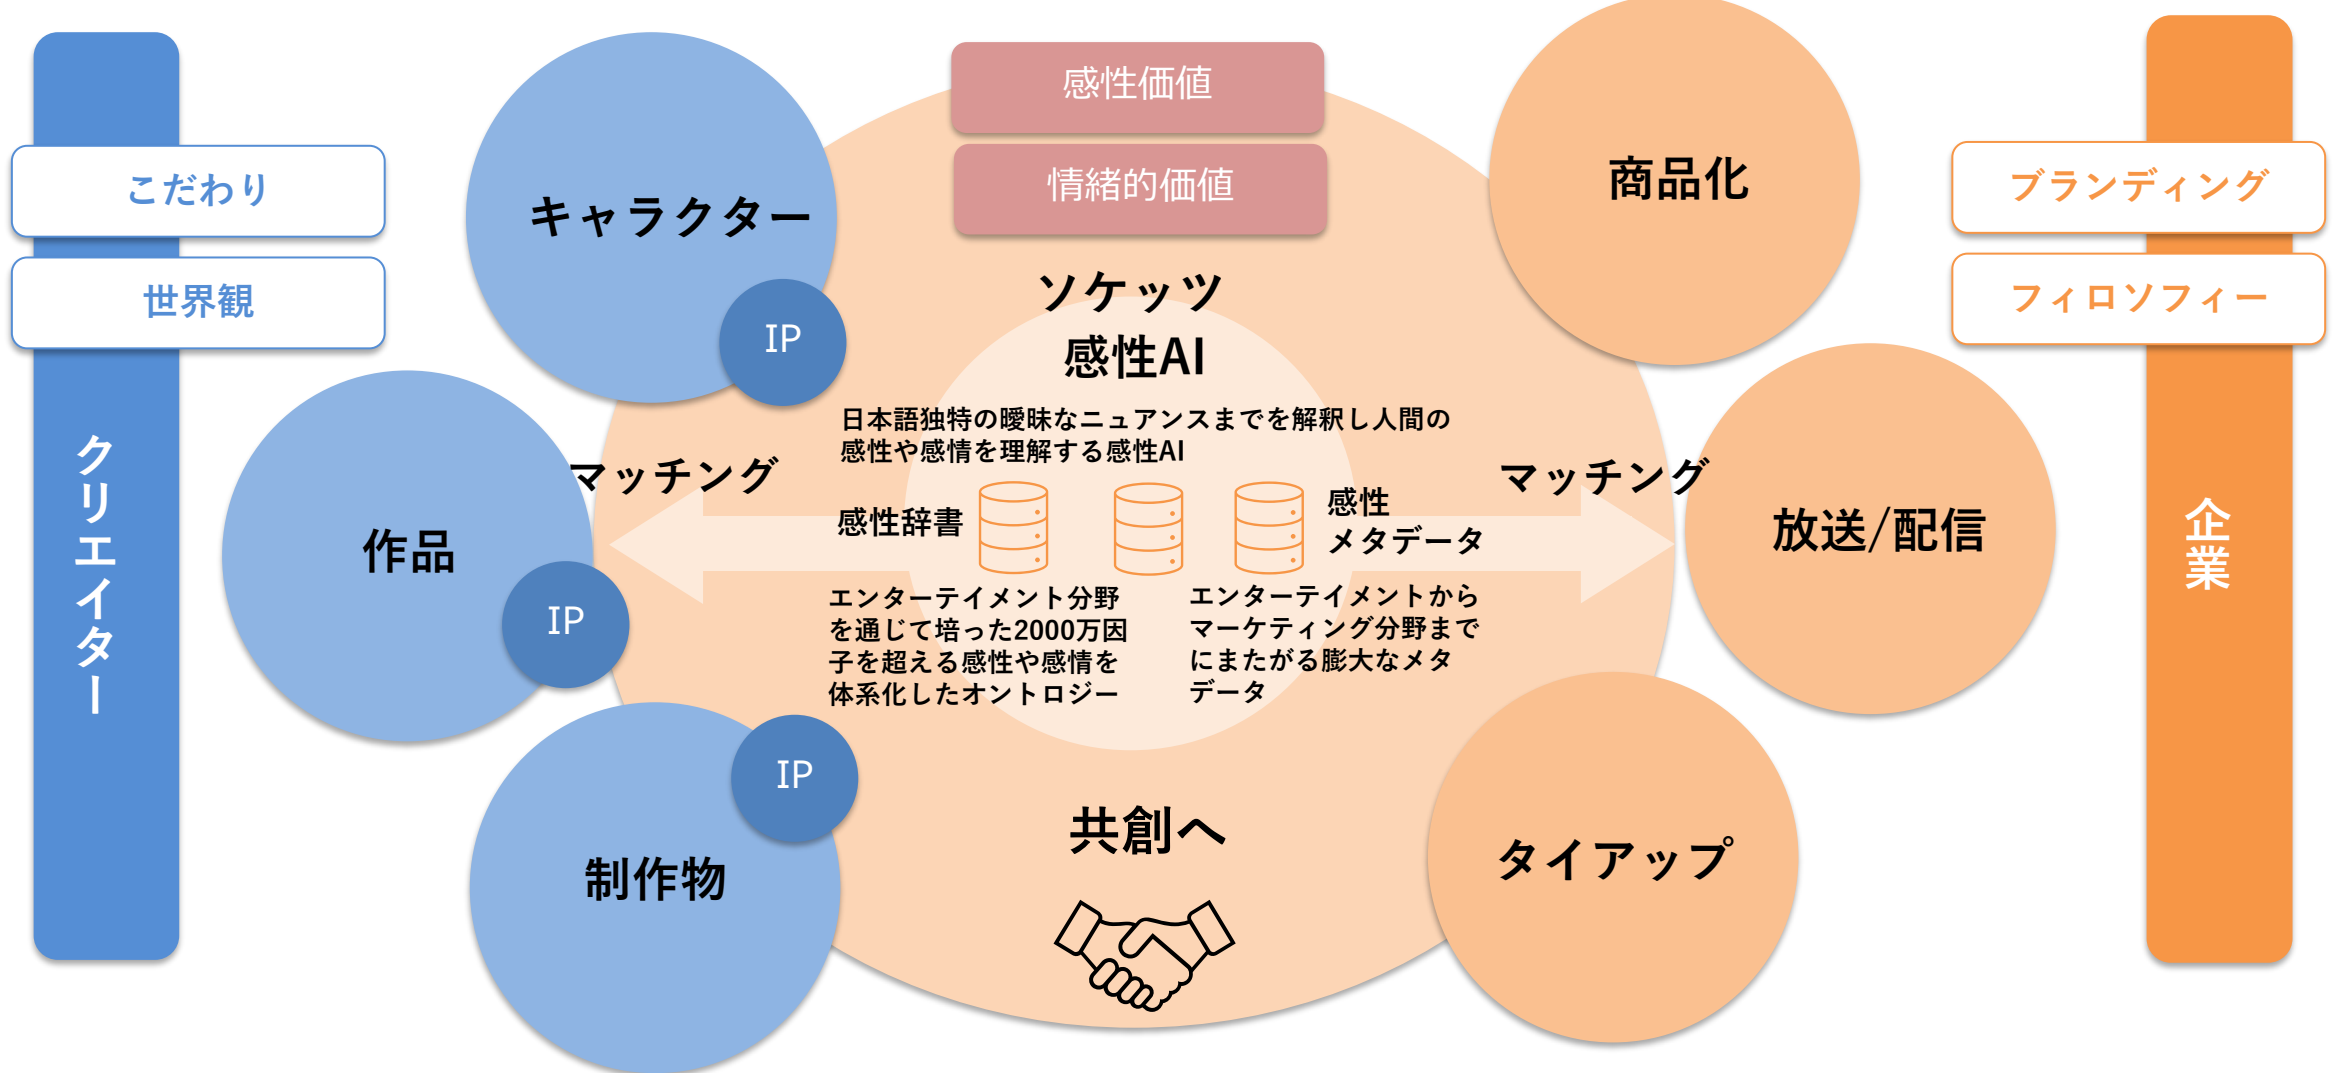 クリエイター
こだわり
世界観
キャラクター
IP
作品
IP
制作物
IP
マッチング
感性価値
情緒的価値
ソケッツ
感性AI
日本語独特の曖昧なニュアンスまでを解釈し人間の
感性や感情を理解する感性AI
感性辞書
エンターテイメント分野
を通じて培った2000万因
子を超える感性や感情を
体系化したオントロジー
感性
メタデータ
エンターテイメントから
マーケティング分野まで
にまたがる膨大なメタ
データ
共創へ
マッチング
商品化
放送/配信
タイアップ
ブランディング
フィロソフィー
企業